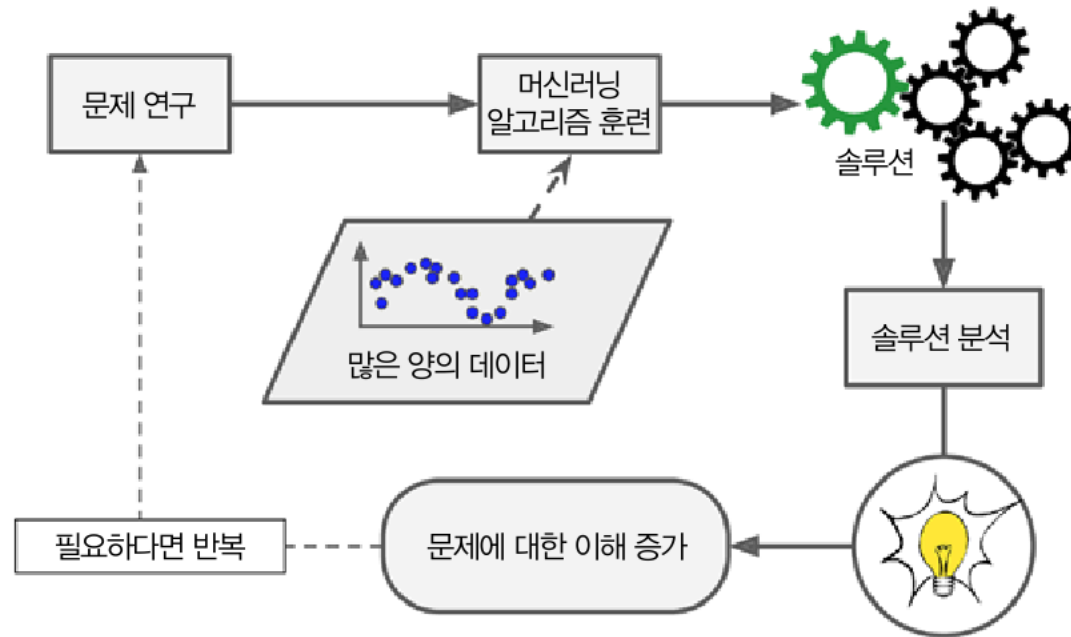 문제 연구
머신러닝
알고리즘 훈련
솔루션
많은 양의 데이터
솔루션 분석
문제에 대한 이해 증가
필요하다면 반복